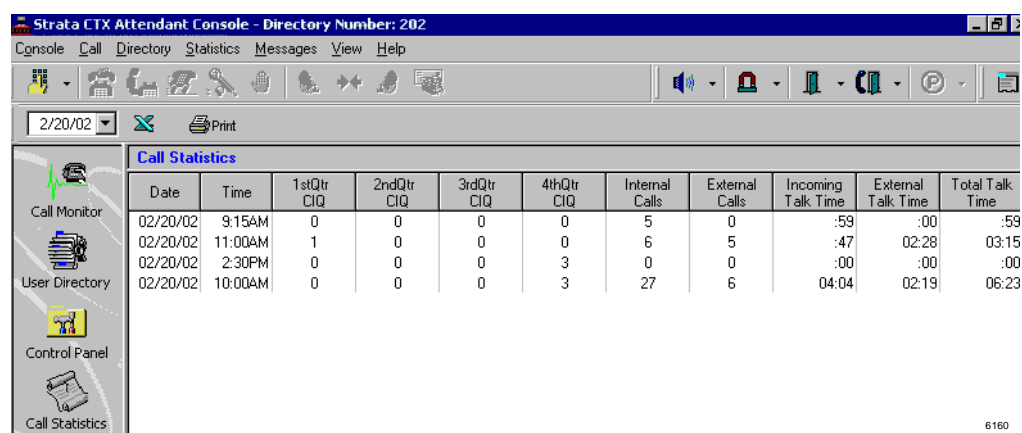 Strata CTX Attendant Console - Directory Number: 202
Console Call Directory Statistics Messages View Help
P
2/20/02 Print
Call Statistics
Date Time 1stQtr CIQ 2ndQtr CIQ 3rdQtr CIQ 4thQtr CIQ Internal Calls External Calls Incoming Talk Time External Talk Time Total Talk Time
02/20/02 9:15AM 0 0 0 0 5 0 :59 :00 :59
02/20/02 11:00AM 1 0 0 0 6 5 :47 02:28 03:15
02/20/02 2:30PM 0 0 0 3 0 0 :00 :00 :00
02/20/02 10:00AM 0 0 0 3 27 6 04:04 02:19 06:23
Call Monitor
User Directory
Control Panel
Call Statistics
6160